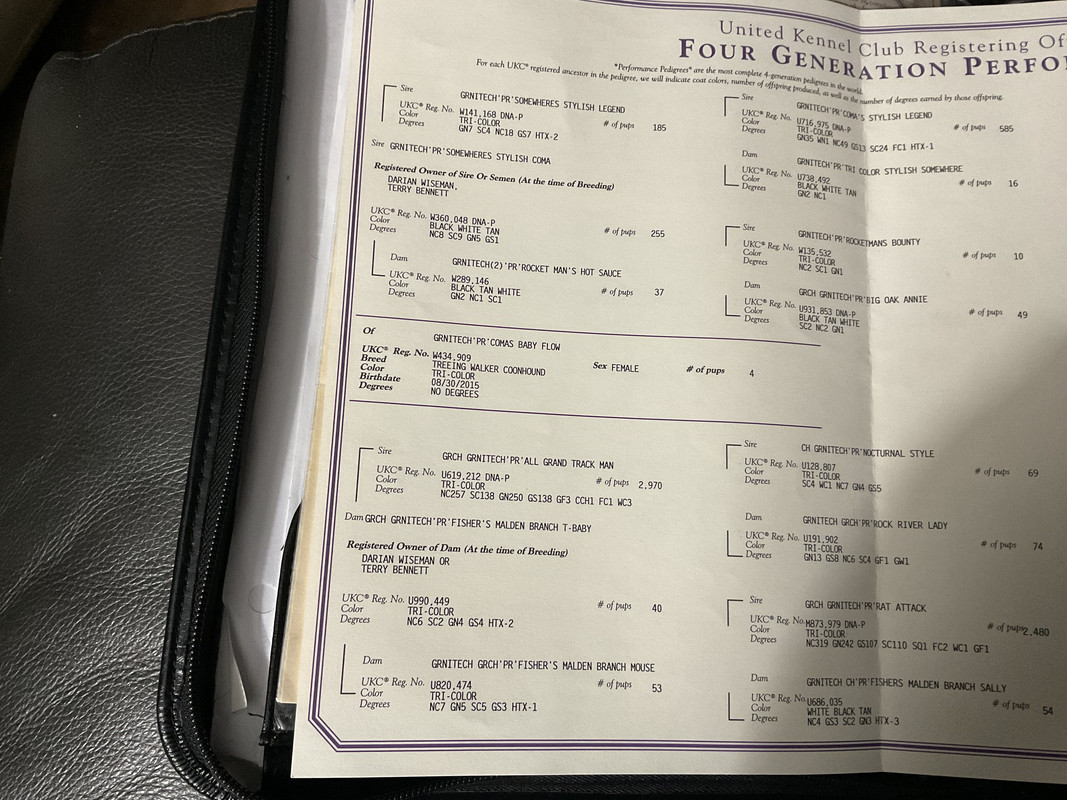 United Kennel Club Registering Of
FOUR GENERATION PERFO
"Performance Pedigrees" are the most complete 4-generation pedigrees in the world.
For each UKC® registered ancestor in the pedigree, we will indicate coat colors, number of offspring produced, as well as the number of degrees earned by those offspring.
Sire
GRNITECH'PR'SOMEWHERES STYLISH LEGEND
UKC® Reg. No. W141,168 DNA-P
Color TRI-COLOR # of pups 185
Degrees GN7 SC4 NC18 GS7 HTX-2
Sire GRNITECH'PR'SOMEWHERES STYLISH COMA
Registered Owner of Sire Or Semen (At the time of Breeding)
DARIAN WISEMAN,
TERRY BENNETT
UKC® Reg. No. W360,048 DNA-P
Color BLACK WHITE TAN # of pups 255
Degrees NC8 SC9 GN5 GS1
Dam
GRNITECH(2)'PR'ROCKET MAN'S HOT SAUCE
UKC® Reg. No. W289,146
Color BLACK TAN WHITE # of pups 37
Degrees GN2 NC1 SC1
Sire
GRNITECH'PR'COMA'S STYLISH LEGEND
UKC® Reg. No. U716,975 DNA-P
Color TRI-COLOR # of pups 585
Degrees GN35 WN1 NC49 GS13 SC24 FC1 HTX-1
Dam
GRNITECH'PR'TRI COLOR STYLISH SOMEWHERE
UKC® Reg. No. U738,492
Color BLACK WHITE TAN # of pups 16
Degrees GN2 NC1
Sire
GRNITECH'PR'ROCKETMANS BOUNTY
UKC® Reg. No. W135,532
Color TRI-COLOR # of pups 10
Degrees NC2 SC1 GN1
Dam
GRCH GRNITECH'PR'BIG OAK ANNIE
UKC® Reg. No. U931,853 DNA-P
Color BLACK TAN WHITE # of pups 49
Degrees SC2 NC2 GN1
Of
GRNITECH'PR'COMAS BABY FLOW
UKC® Reg. No. W434,909
Breed TREEING WALKER COONHOUND Sex FEMALE # of pups 4
Color TRI-COLOR
Birthdate 08/30/2015
Degrees NO DEGREES
Sire
GRCH GRNITECH'PR'ALL GRAND TRACK MAN
UKC® Reg. No. U619,212 DNA-P
Color TRI-COLOR # of pups 2,970
Degrees NC257 SC138 GN250 GS138 GF3 CCH1 FC1 WC3
Dam GRCH GRNITECH'PR'FISHER'S MALDEN BRANCH T-BABY
Registered Owner of Dam (At the time of Breeding)
DARIAN WISEMAN OR
TERRY BENNETT
UKC® Reg. No. U990,449
Color TRI-COLOR # of pups 40
Degrees NC6 SC2 GN4 GS4 HTX-2
Dam
GRNITECH GRCH'PR'FISHER'S MALDEN BRANCH MOUSE
UKC® Reg. No. U820,474
Color TRI-COLOR # of pups 53
Degrees NC7 GN5 SC5 GS3 HTX-1
Sire
CH GRNITECH'PR'NOCTURNAL STYLE
UKC® Reg. No. U128,807
Color TRI-COLOR # of pups 69
Degrees SC4 WC1 NC7 GN4 GS5
Dam
GRNITECH GRCH'PR'ROCK RIVER LADY
UKC® Reg. No. U191,902
Color TRI-COLOR # of pups 74
Degrees GN13 GS8 NC6 SC4 GF1 GW1
Sire
GRCH GRNITECH'PR'RAT ATTACK
UKC® Reg. No. M873,979 DNA-P
Color TRI-COLOR # of pups 2,480
Degrees NC319 GN242 GS107 SC110 SQ1 FC2 WC1 GF1
Dam
GRNITECH CH'PR'FISHERS MALDEN BRANCH SALLY
UKC® Reg. No. U686,035
Color WHITE BLACK TAN # of pups 54
Degrees NC4 GS3 SC2 GN3 HTX-3